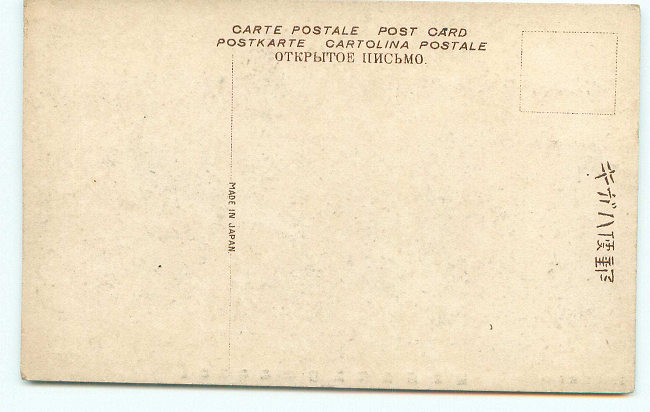 CARTE POSTALE POST CARD
POSTKARTE CARTOLINA POSTALE
ОТКРЫТОЕ ПИСЬМО.
MADE IN JAPAN.
キガハ便郵